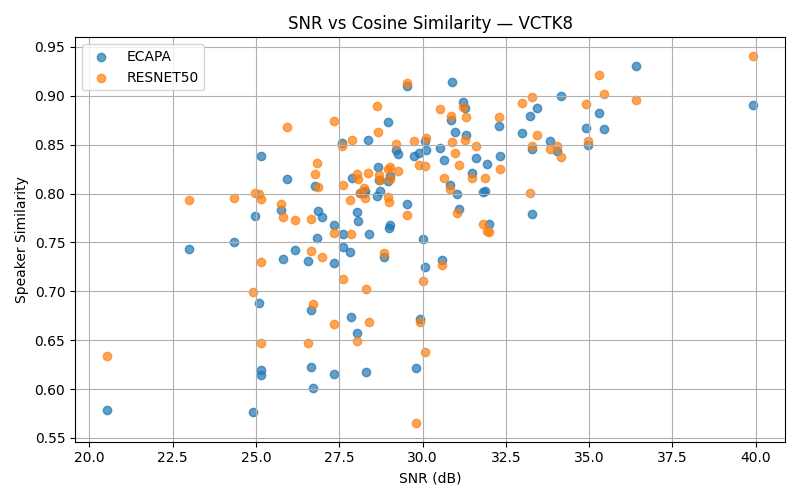 SNR vs Cosine Similarity — VCTK8
ECAPA
RESNET50
Speaker Similarity
0.95
0.90
0.85
0.80
0.75
0.70
0.65
0.60
0.55
20.0 22.5 25.0 27.5 30.0 32.5 35.0 37.5 40.0
SNR (dB)